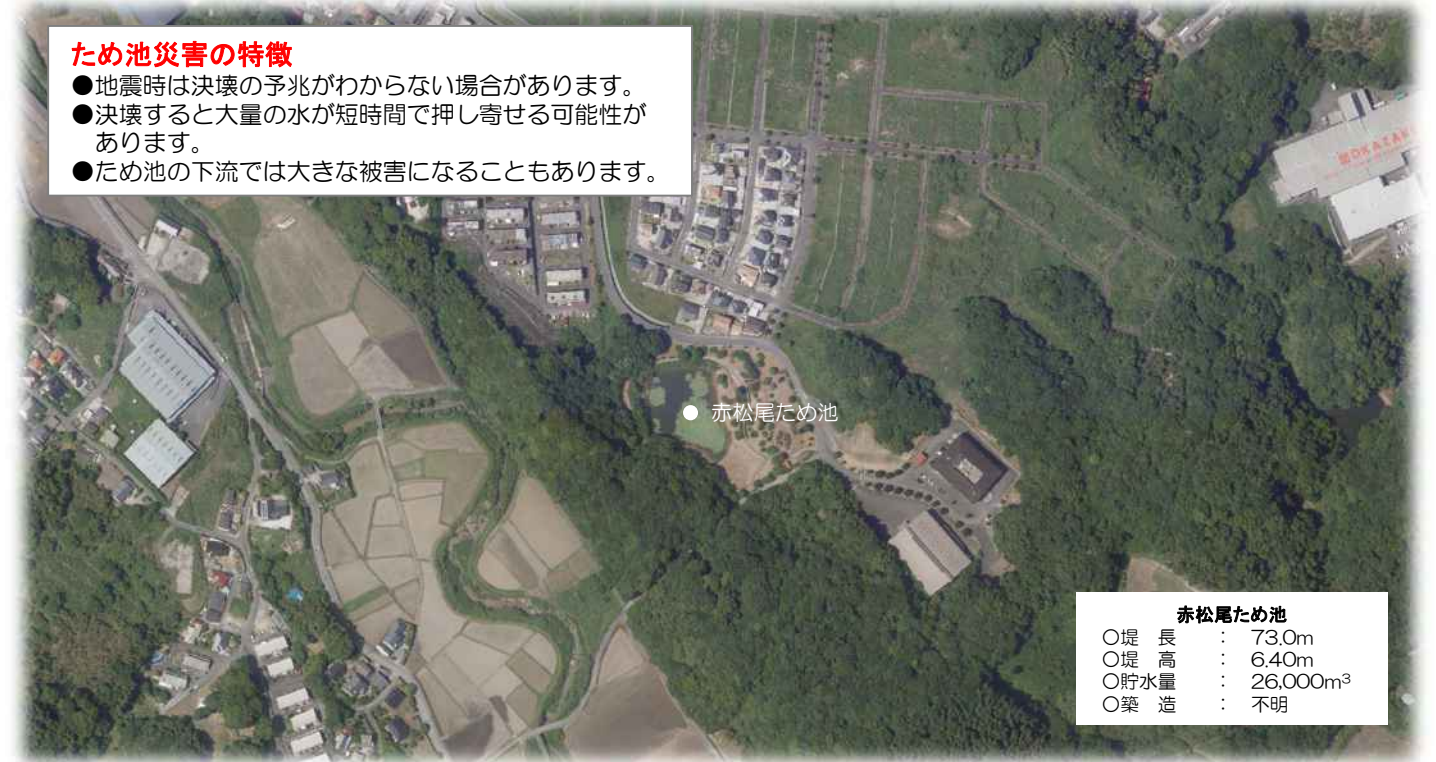 ため池災害の特徴
●地震時は決壊の予兆がわからない場合があります。
●決壊すると大量の水が短時間で押し寄せる可能性が
あります。
●ため池の下流では大きな被害になることもあります。
OKAZAKI
● 赤松尾ため池
赤松尾ため池
○堤 長 : 73.0m
○堤 高 : 6.40m
○貯水量 : 26,000m³
○築 造 : 不明